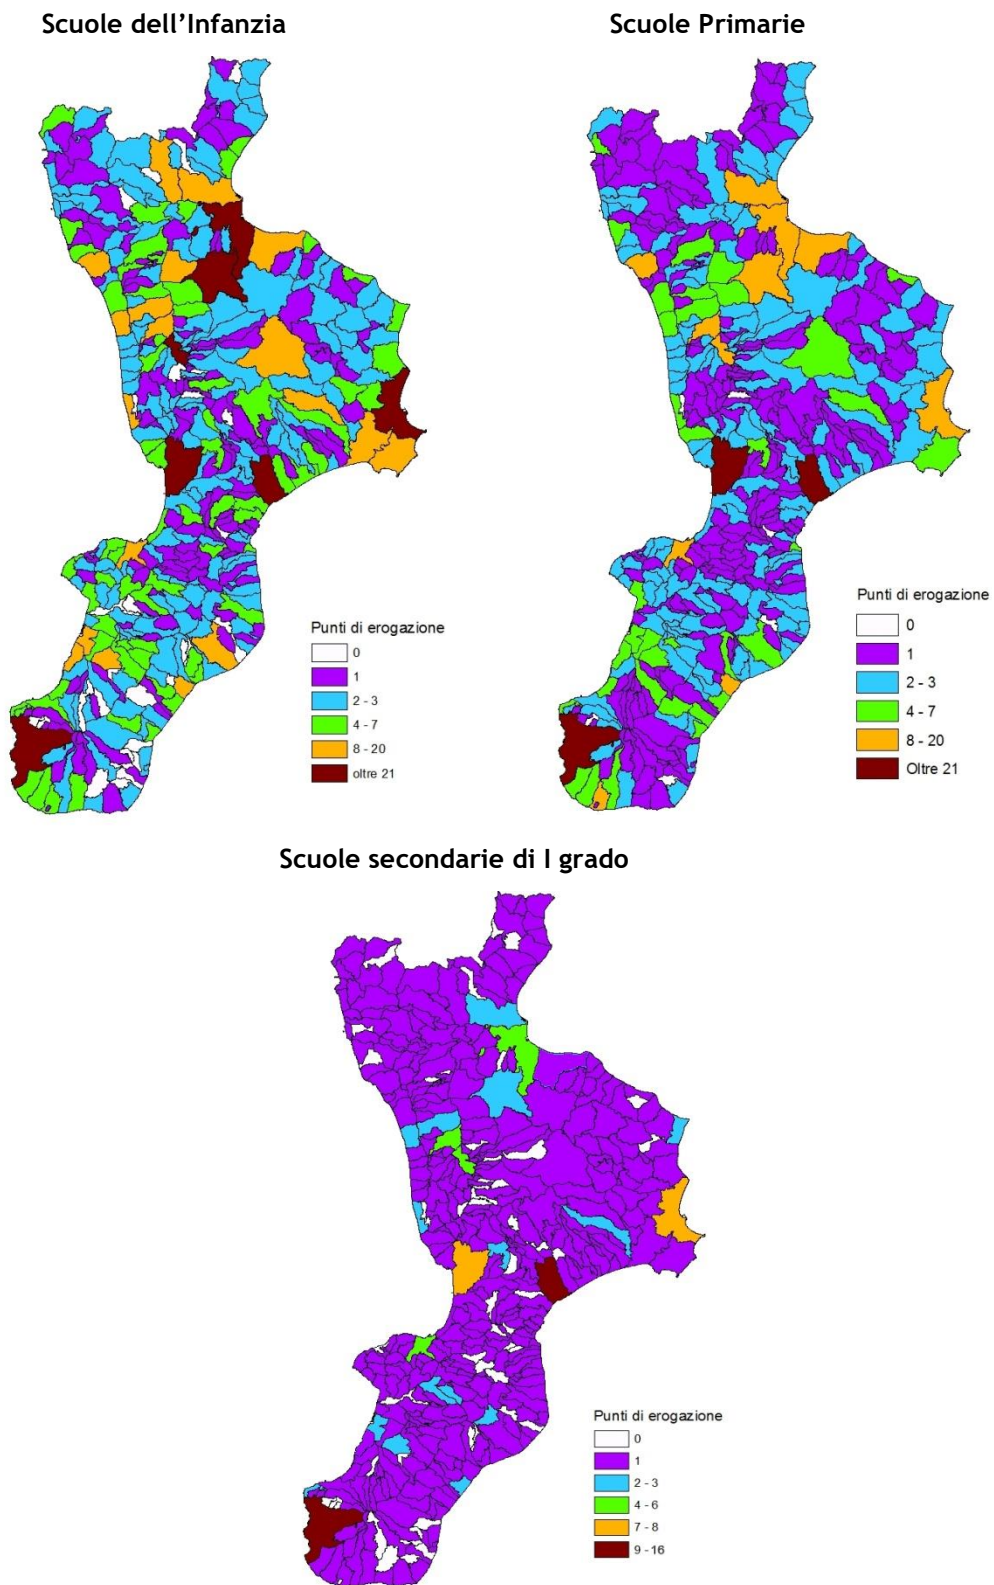 Scuole dell’Infanzia
Scuole Primarie
Punti di erogazione
0
1
2 - 3
4 - 7
8 - 20
oltre 21
Punti di erogazione
0
1
2 - 3
4 - 7
8 - 20
Oltre 21
Scuole secondarie di I grado
Punti di erogazione
0
1
2 - 3
4 - 6
7 - 8
9 - 16